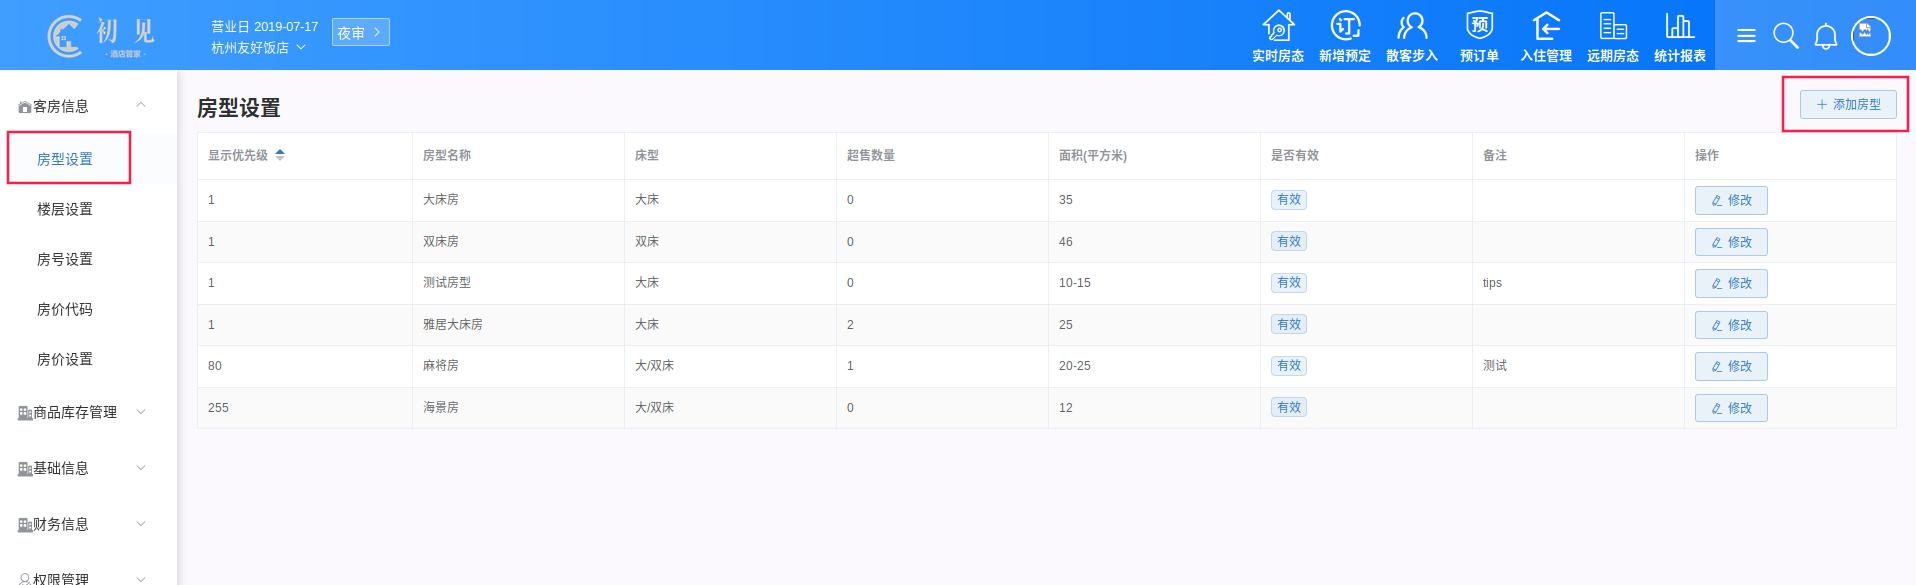 初 见
- 酒店管家 -
营业日 2019-07-17
杭州友好饭店
夜审
订
预
实时房态 新增预定 散客步入 预订单 入住管理 远期房态 统计报表
客房信息
房型设置
楼层设置
房号设置
房价代码
房价设置
商品库存管理
基础信息
财务信息
权限管理
房型设置
添加房型
显示优先级 房型名称 床型 超售数量 面积(平方米) 是否有效 备注 操作
1 大床房 大床 0 35 有效 修改
1 双床房 双床 0 46 有效 修改
1 测试房型 大床 0 10-15 有效 tips 修改
1 雅居大床房 大床 2 25 有效 修改
80 麻将房 大/双床 1 20-25 有效 测试 修改
255 海景房 大/双床 0 12 有效 修改